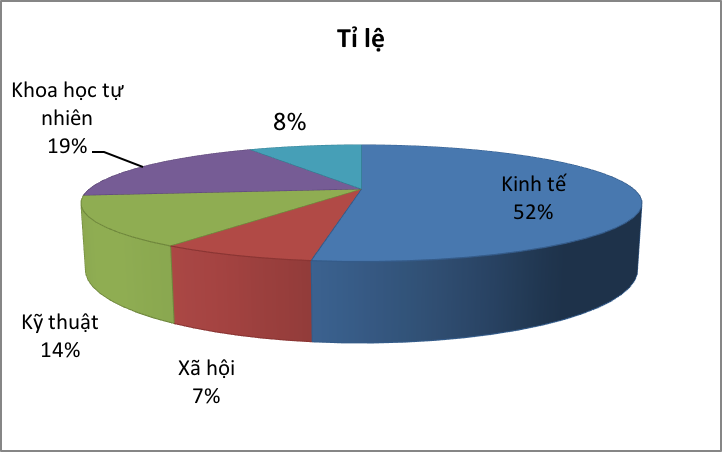 Tỉ lệ
Khoa học tự
nhiên
19%
8%
Kinh tế
52%
Kỹ thuật
14%
Xã hội
7%